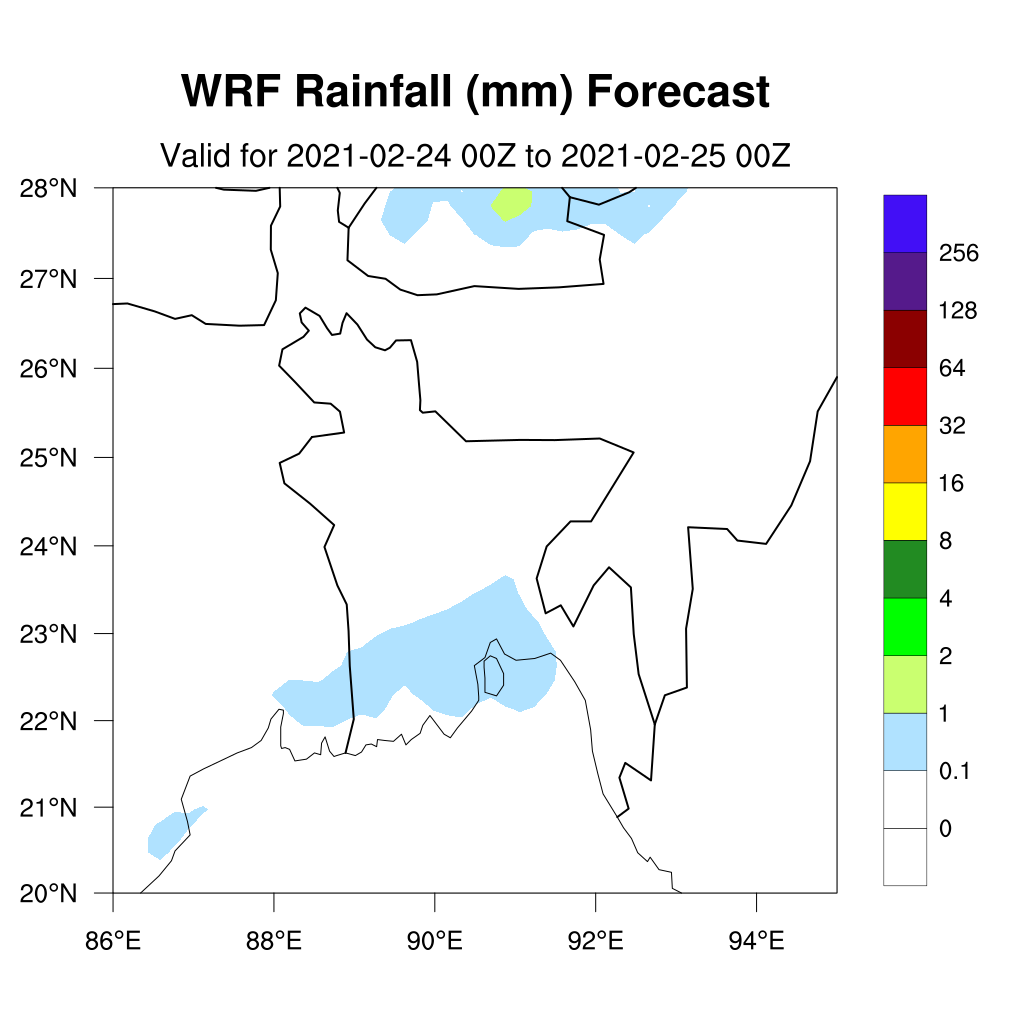 WRF Rainfall (mm) Forecast
Valid for 2021-02-24 00Z to 2021-02-25 00Z
28°N
27°N
26°N
25°N
24°N
23°N
22°N
21°N
20°N
86°E
88°E
90°E
92°E
94°E
256
128
64
32
16
8
4
2
1
0.1
0